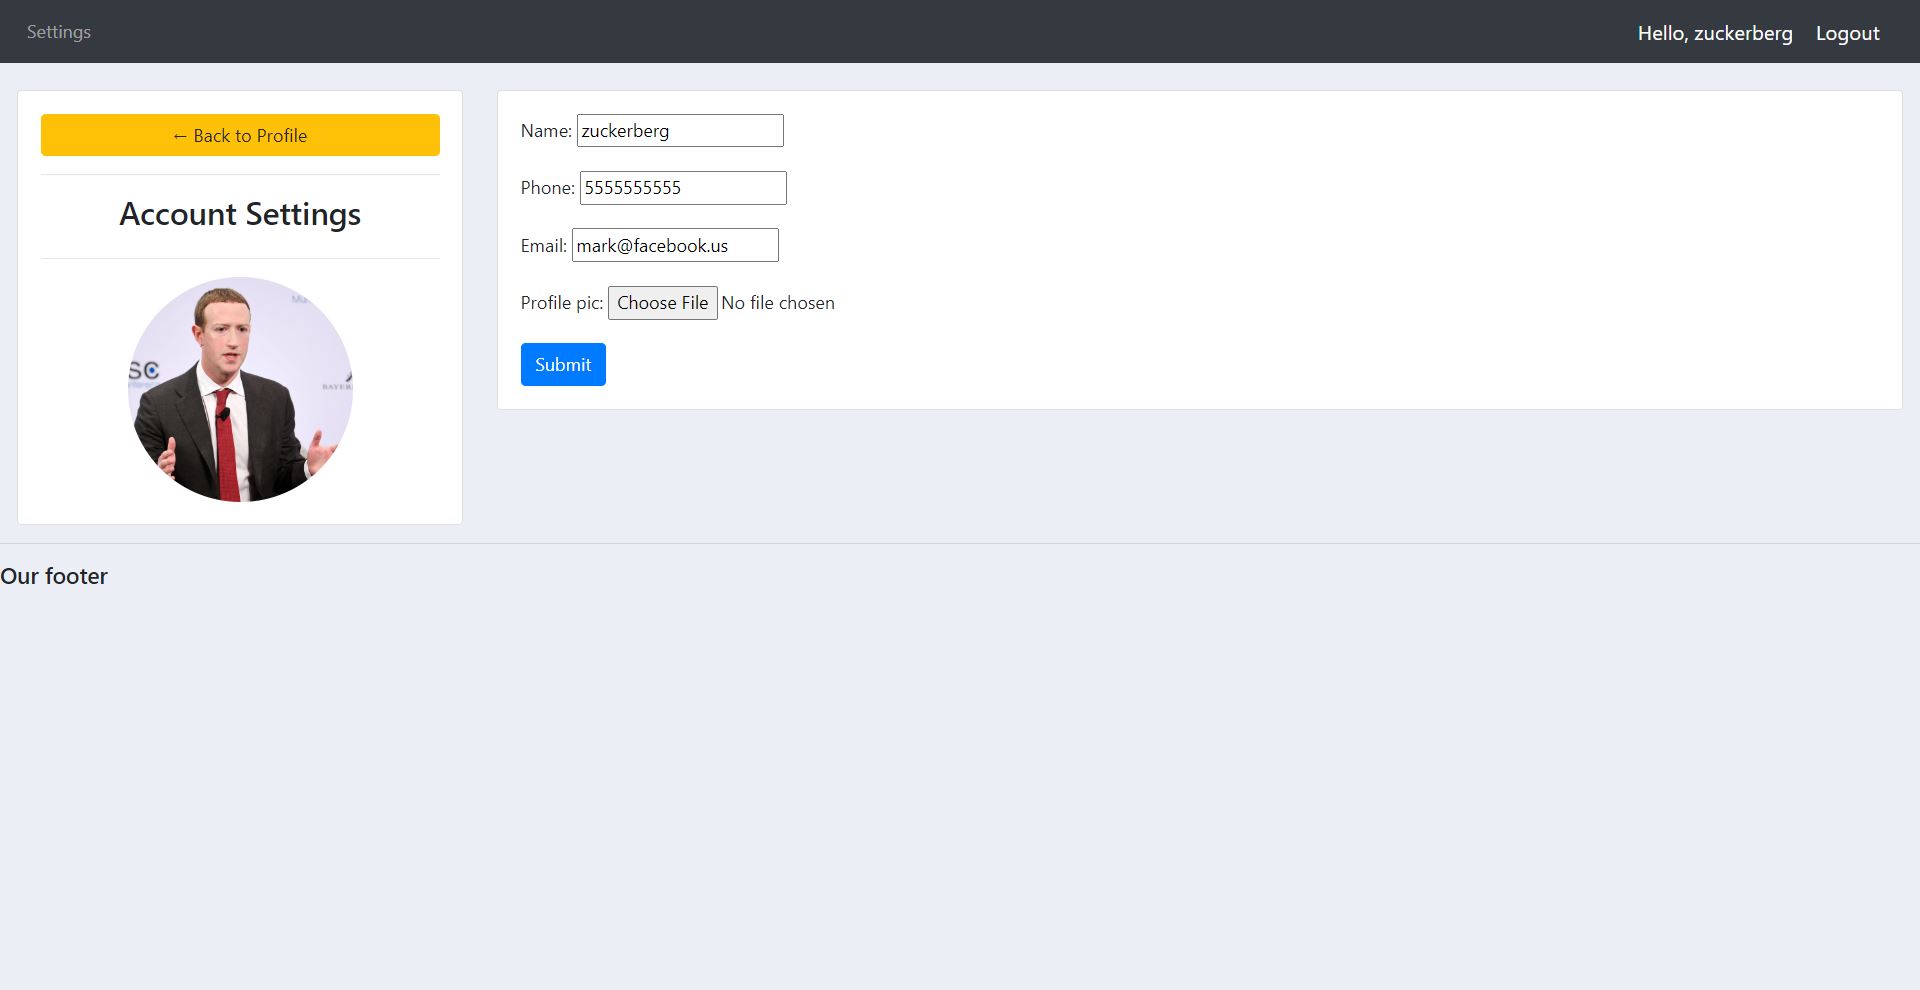 Settings
Hello, zuckerberg Logout
← Back to Profile
Account Settings
SC
Name: zuckerberg
Phone: 5555555555
Email: mark@facebook.us
Profile pic: Choose File No file chosen
Submit
Our footer